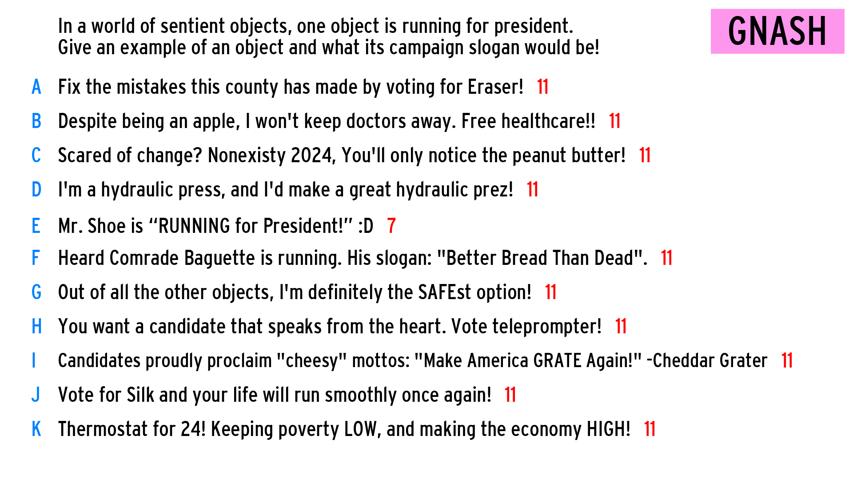 In a world of sentient objects, one object is running for president.
Give an example of an object and what its campaign slogan would be!
GNASH
A Fix the mistakes this county has made by voting for Eraser! 11
B Despite being an apple, I won't keep doctors away. Free healthcare!! 11
C Scared of change? Nonexisty 2024, You'll only notice the peanut butter! 11
D I'm a hydraulic press, and I'd make a great hydraulic prez! 11
E Mr. Shoe is “RUNNING for President!” :D 7
F Heard Comrade Baguette is running. His slogan: "Better Bread Than Dead". 11
G Out of all the other objects, I'm definitely the SAFEst option! 11
H You want a candidate that speaks from the heart. Vote teleprompter! 11
I Candidates proudly proclaim "cheesy" mottos: "Make America GRATE Again!" -Cheddar Grater 11
J Vote for Silk and your life will run smoothly once again! 11
K Thermostat for 24! Keeping poverty LOW, and making the economy HIGH! 11